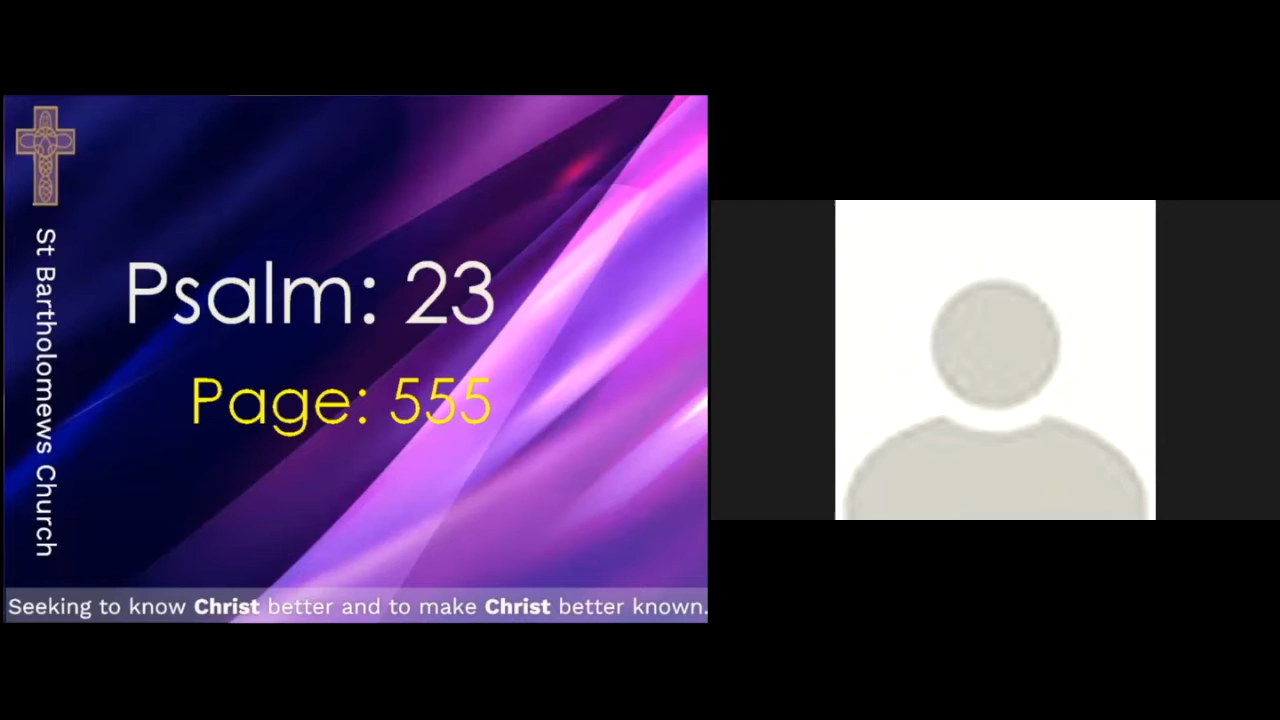 St Bartholomews Church
Psalm: 23
Page: 555
Seeking to know Christ better and to make Christ better known.